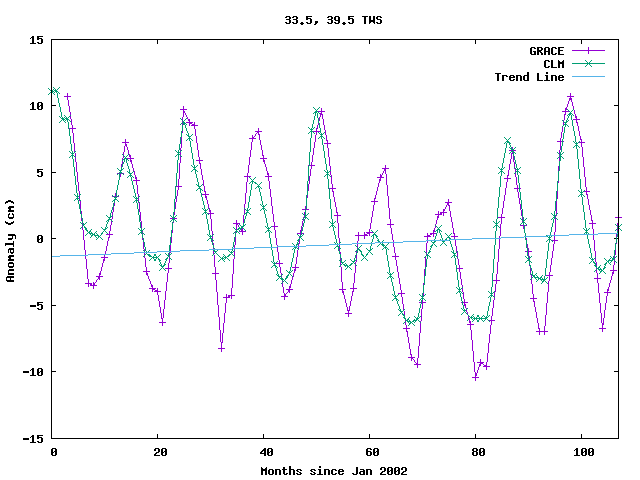 33.5, 39.5 TWS
GRACE
CLM
Trend Line
15
10
5
0
-5
-10
-15
Anomaly (cm)
0 20 40 60 80 100
Months since Jan 2002